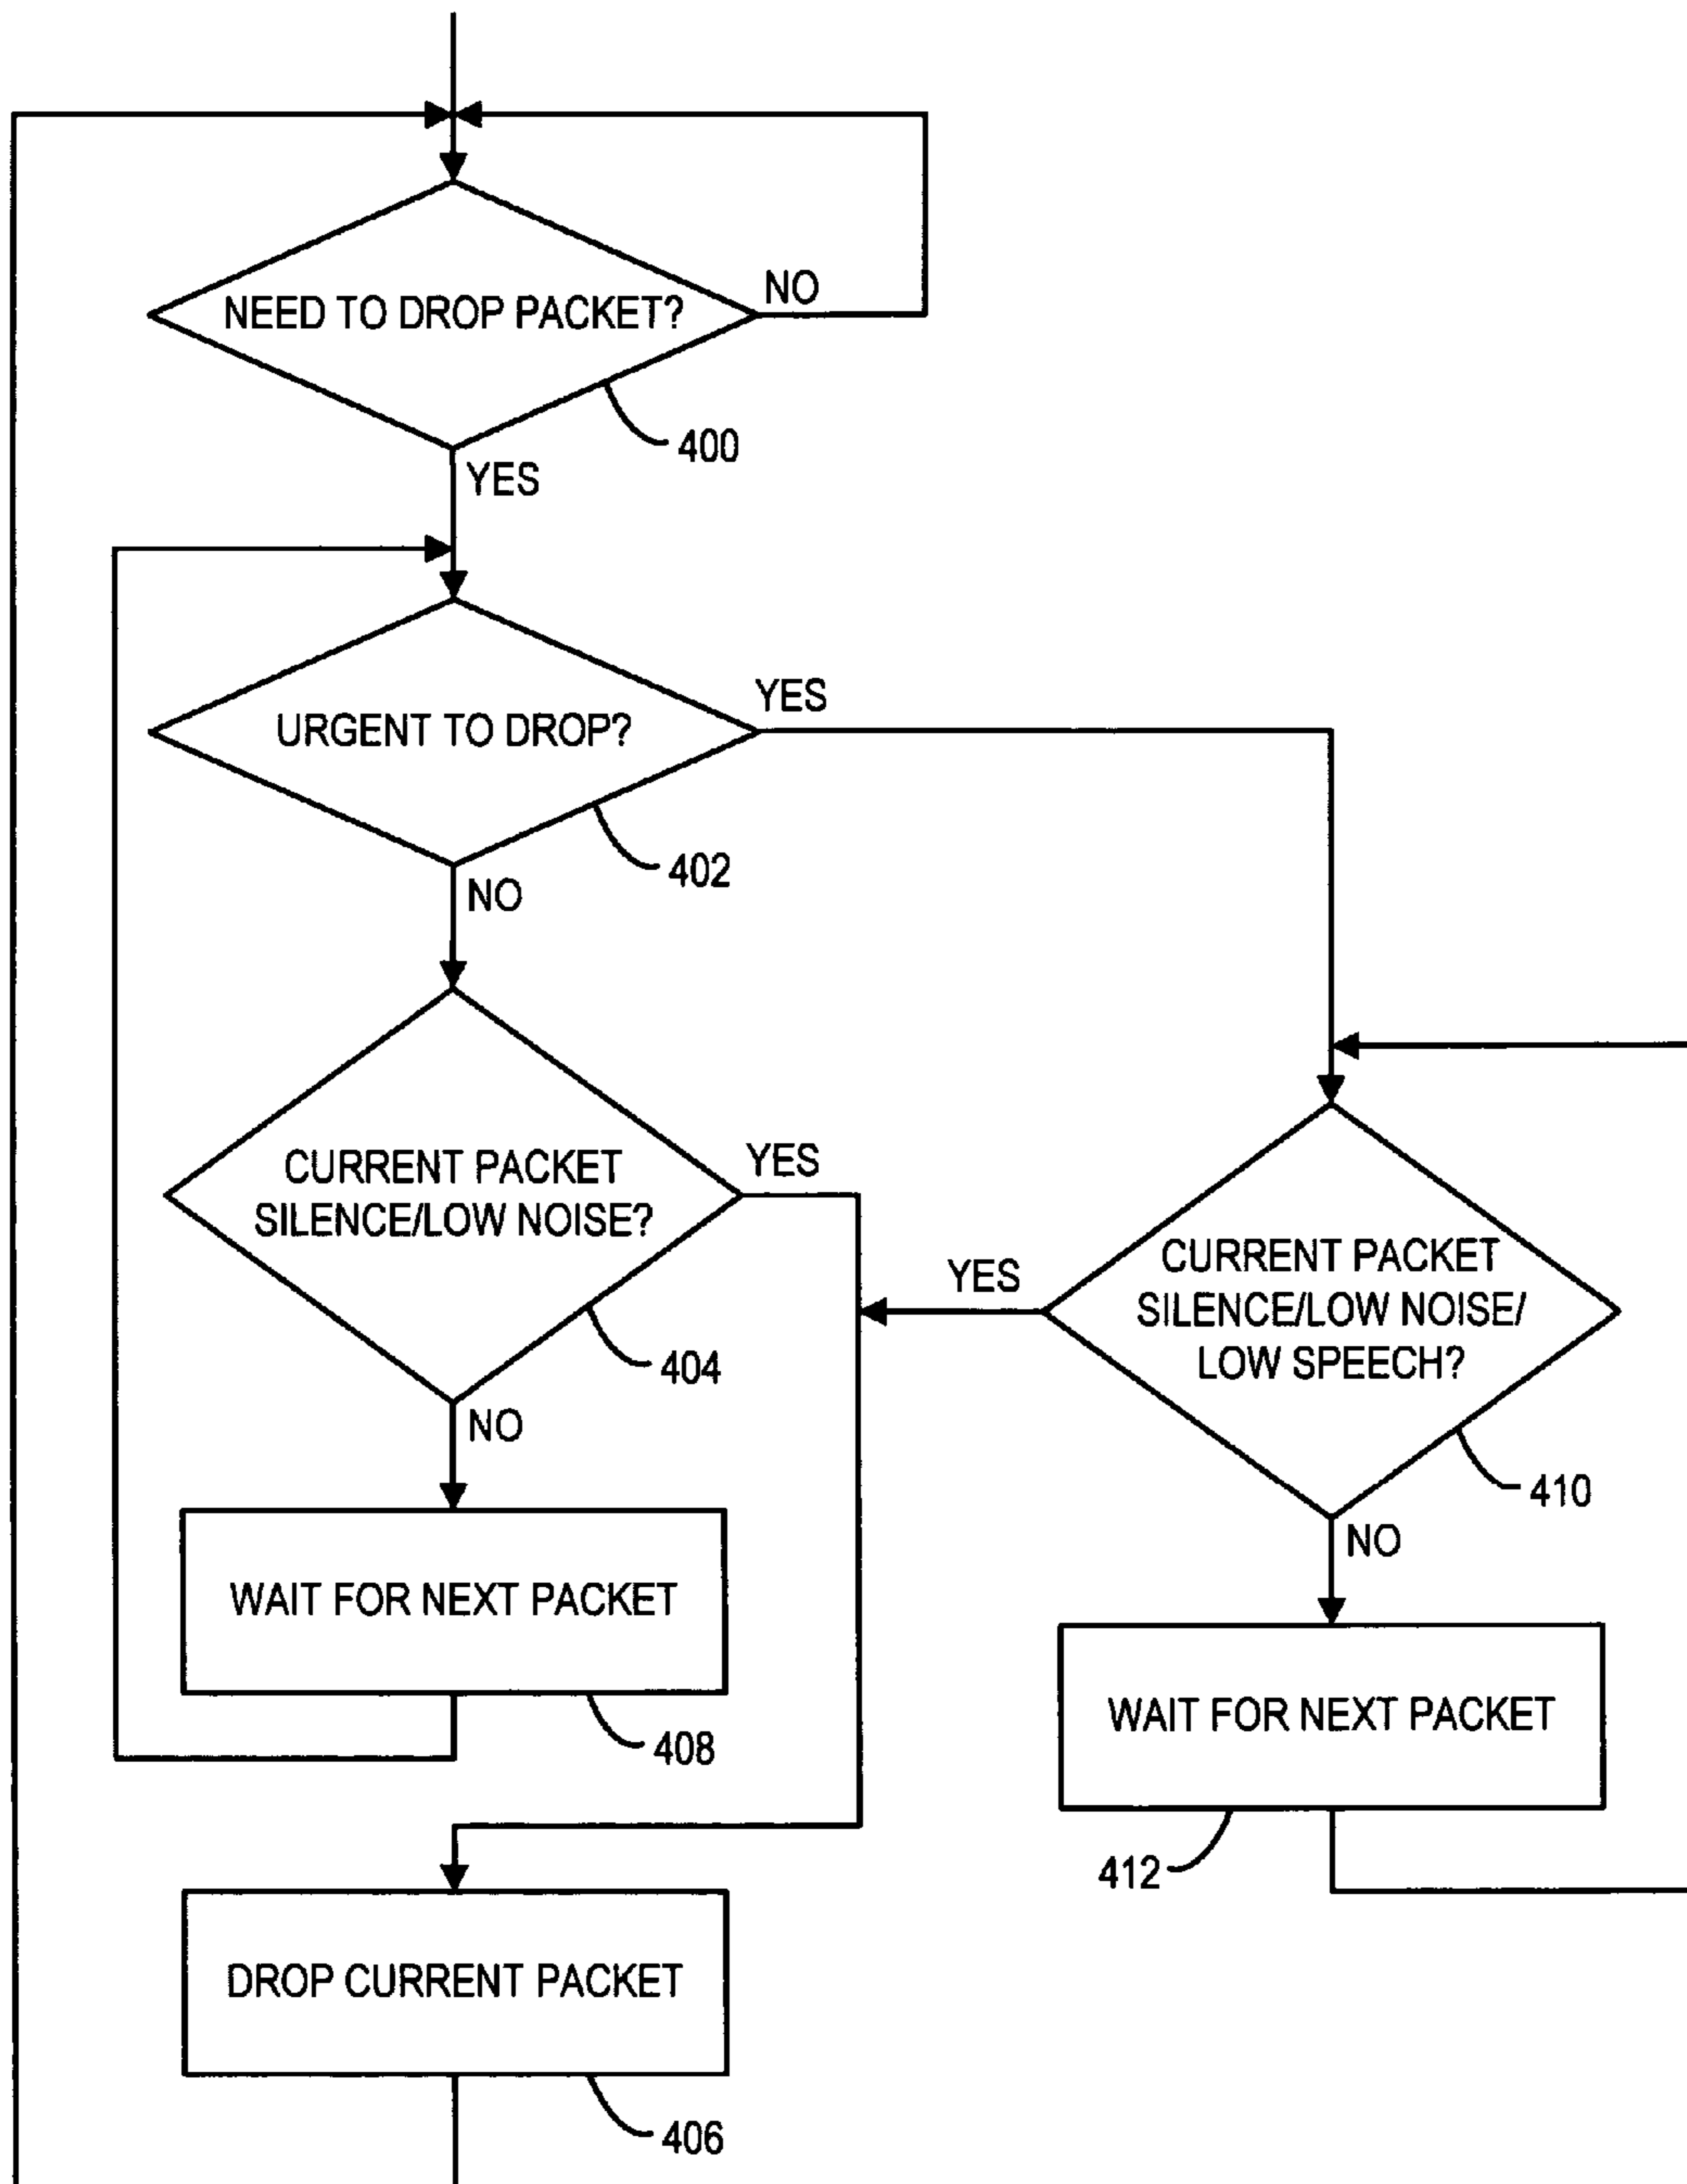 NEED TO DROP PACKET?
NO
400
YES
URGENT TO DROP?
YES
402
NO
CURRENT PACKET
SILENCE/LOW NOISE?
YES
404
NO
CURRENT PACKET
SILENCE/LOW NOISE/
LOW SPEECH?
YES
410
NO
WAIT FOR NEXT PACKET
408
WAIT FOR NEXT PACKET
412
DROP CURRENT PACKET
406